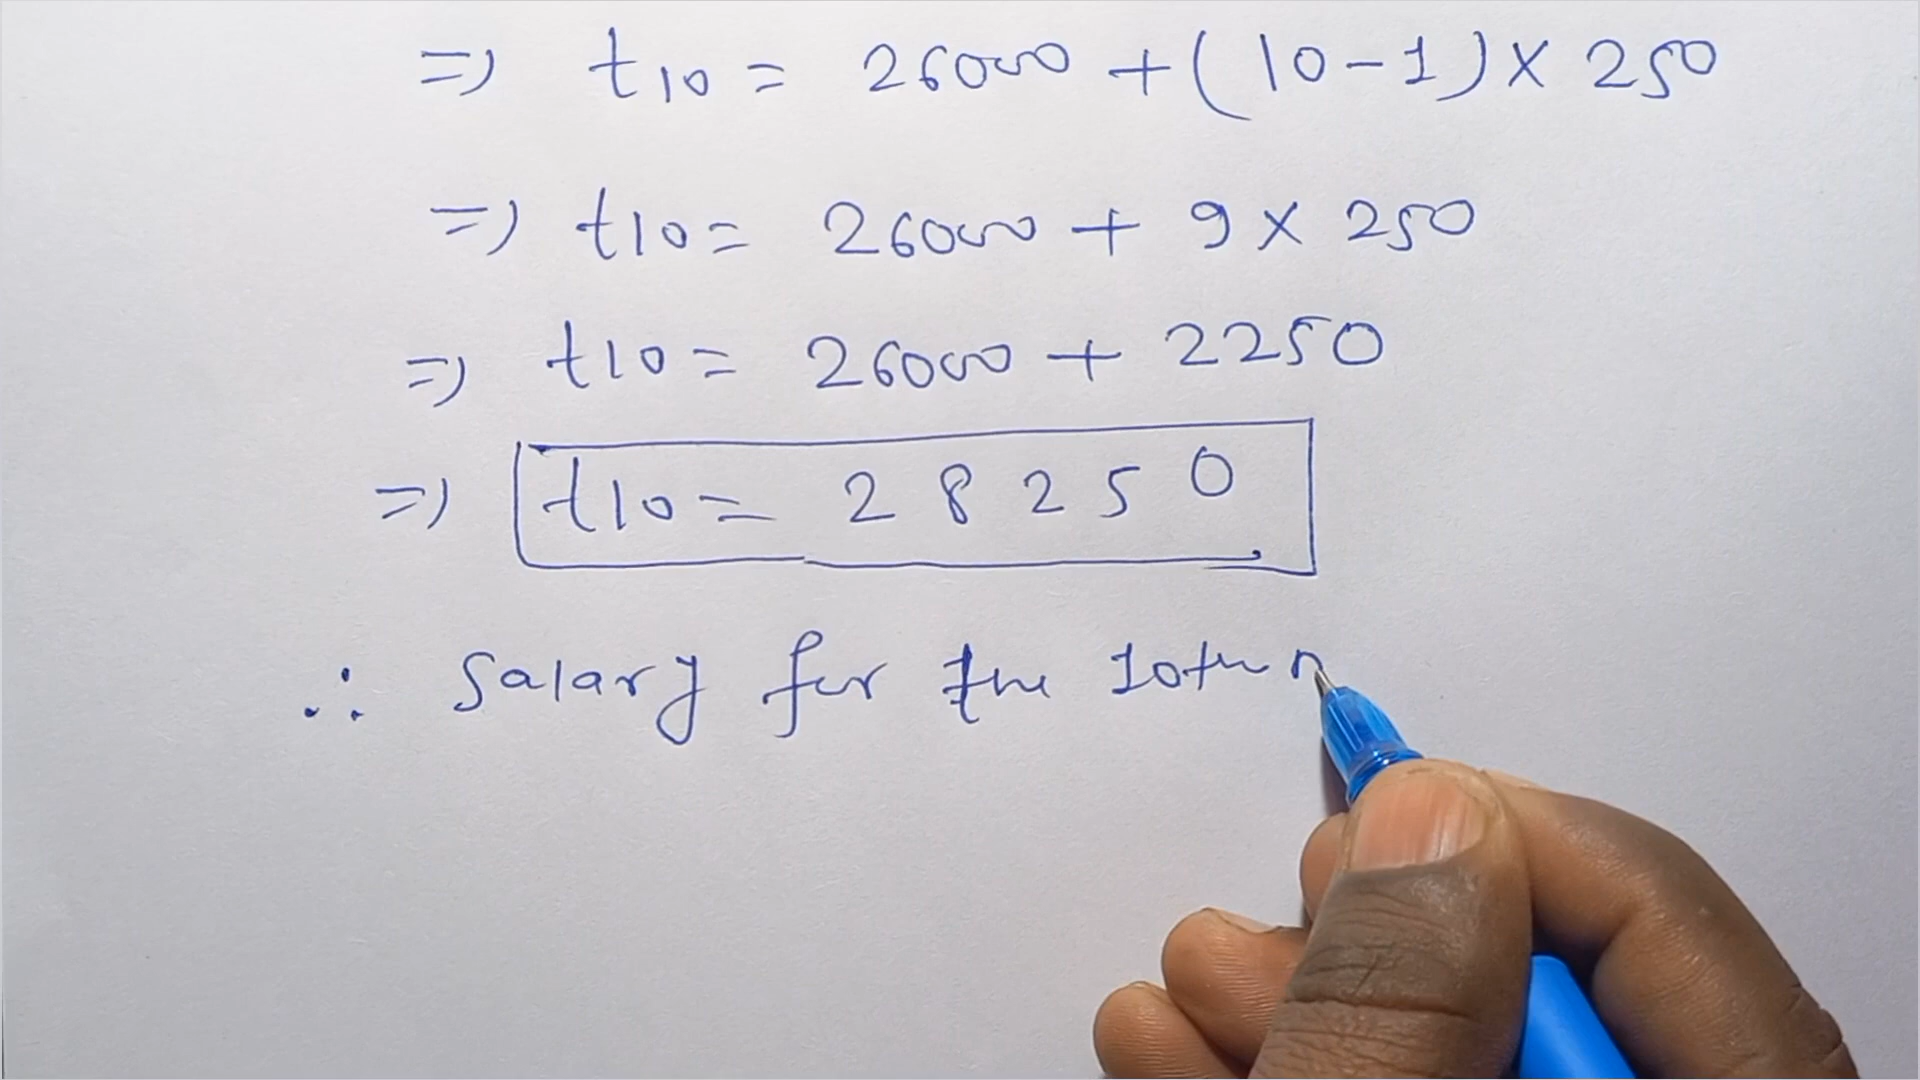 => t10 = 26000 + (10-1) × 250
=> t10 = 26000 + 9 × 250
=> t10 = 26000 + 2250
=> t10 = 28250
∴ Salary for the 10th